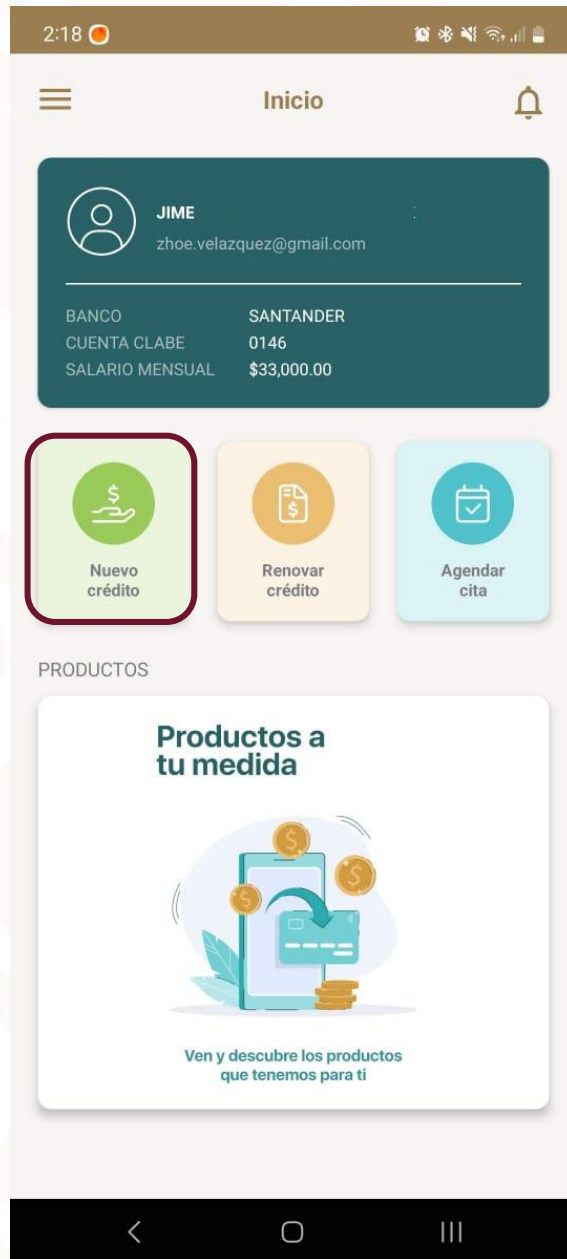 2:18
Inicio
JIME
zhoe.velazquez@gmail.com
BANCO SANTANDER
CUENTA CLABE 0146
SALARIO MENSUAL $33,000.00
Nuevo
crédito
Renovar
crédito
Agendar
cita
PRODUCTOS
Productos a
tu medida
Ven y descubre los productos
que tenemos para ti